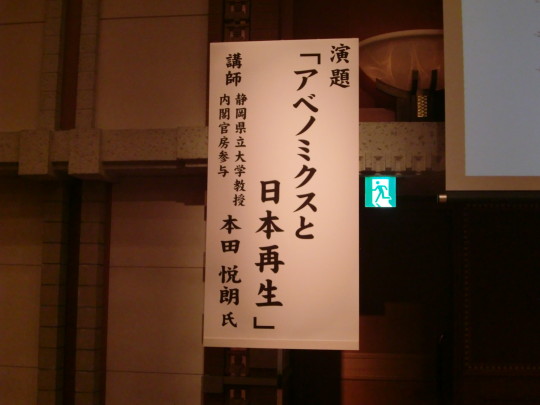 演題
「アベノミクスと
日本再生」
講師
静岡県立大学教授
内閣官房参与
本田悦朗氏